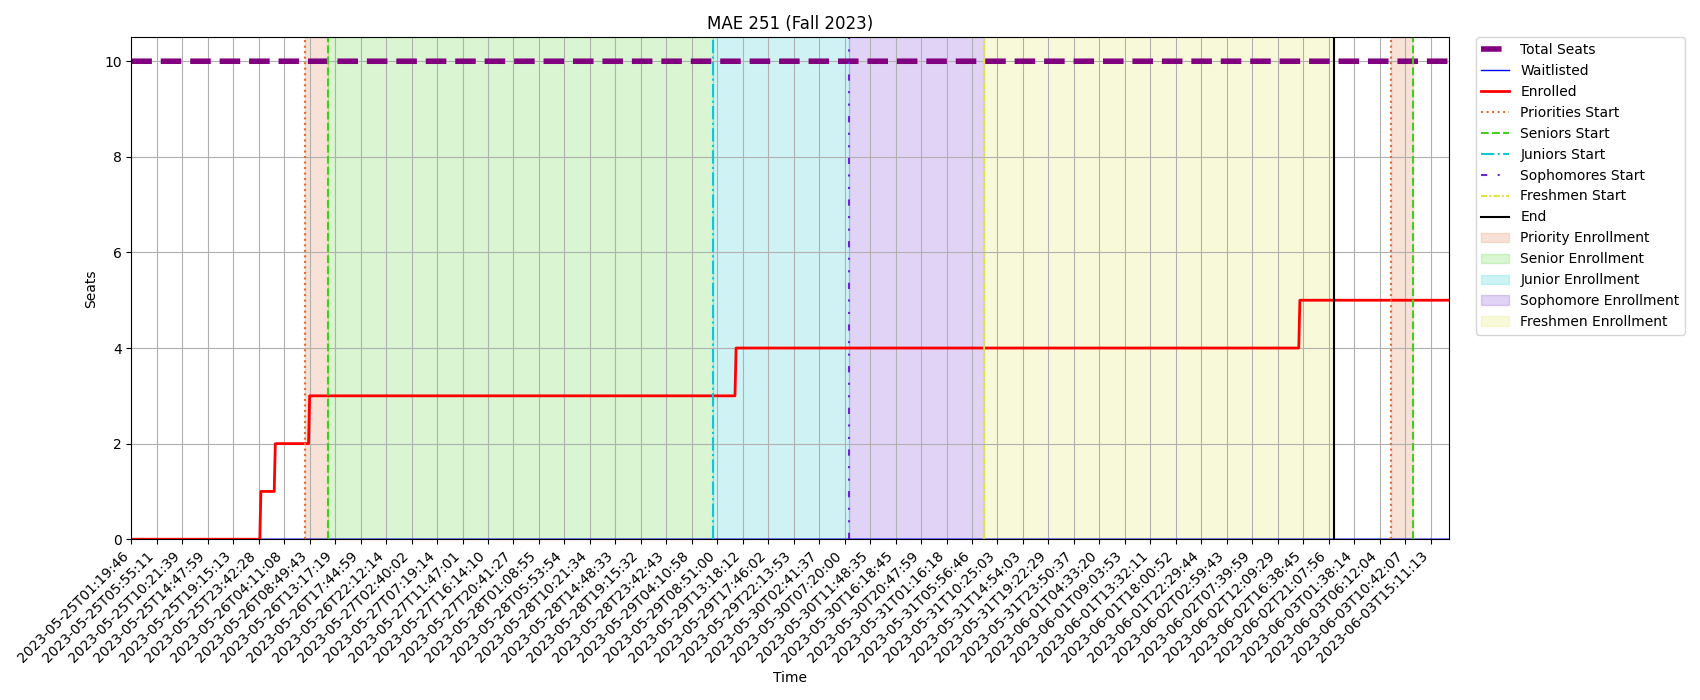 MAE 251 (Fall 2023)
Seats
10
8
6
4
2
0
2023-05-25T01:19:46
2023-05-25T05:55:11
2023-05-25T10:21:39
2023-05-25T14:47:59
2023-05-25T19:15:13
2023-05-25T23:42:28
2023-05-26T04:11:08
2023-05-26T08:49:43
2023-05-26T13:17:19
2023-05-26T17:44:59
2023-05-26T22:12:14
2023-05-27T02:40:02
2023-05-27T07:19:14
2023-05-27T11:47:01
2023-05-27T16:14:10
2023-05-27T20:41:27
2023-05-28T01:08:55
2023-05-28T05:53:54
2023-05-28T10:21:34
2023-05-28T14:48:33
2023-05-28T19:15:32
2023-05-28T23:42:43
2023-05-29T04:10:58
2023-05-29T08:51:00
2023-05-29T13:18:12
2023-05-29T17:46:02
2023-05-29T22:13:53
2023-05-30T02:41:37
2023-05-30T07:20:00
2023-05-30T11:48:35
2023-05-30T16:18:45
2023-05-30T20:47:59
2023-05-31T01:16:18
2023-05-31T05:56:46
2023-05-31T10:25:03
2023-05-31T14:54:03
2023-05-31T19:22:29
2023-05-31T23:50:37
2023-06-01T04:33:20
2023-06-01T09:03:53
2023-06-01T13:32:11
2023-06-01T18:00:52
2023-06-01T22:29:44
2023-06-02T02:59:43
2023-06-02T07:39:59
2023-06-02T12:09:29
2023-06-02T16:38:45
2023-06-02T21:07:56
2023-06-03T01:38:14
2023-06-03T06:12:04
2023-06-03T10:42:07
2023-06-03T15:11:13
Time
Total Seats
Waitlisted
Enrolled
Priorities Start
Seniors Start
Juniors Start
Sophomores Start
Freshmen Start
End
Priority Enrollment
Senior Enrollment
Junior Enrollment
Sophomore Enrollment
Freshmen Enrollment